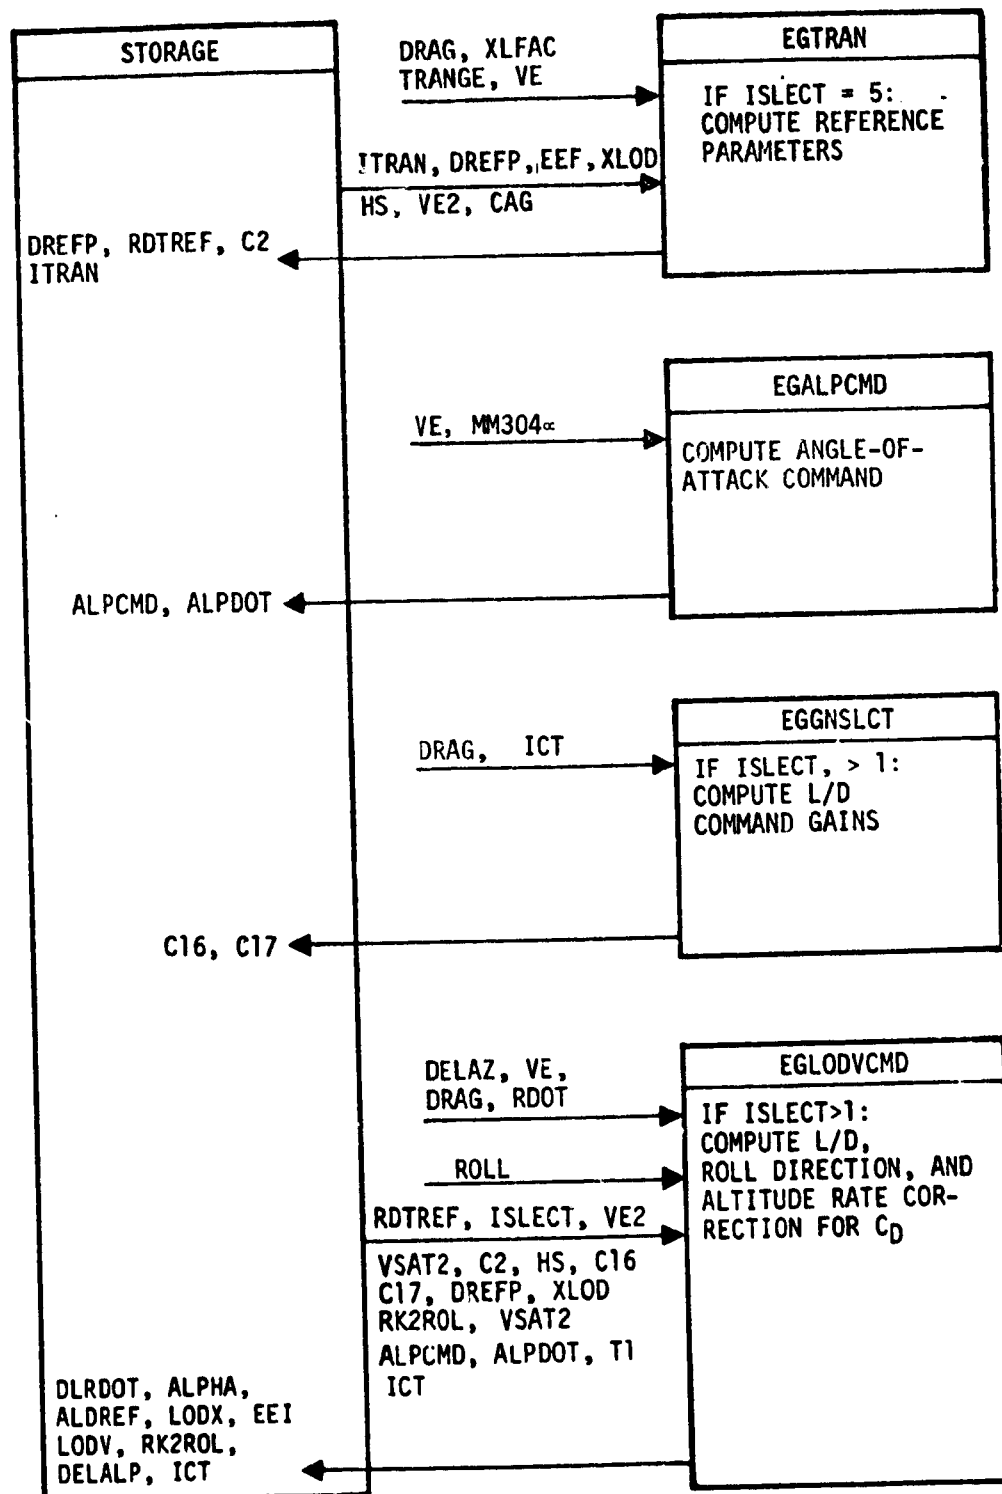 STORAGE
DRAG, XLFAC
TRANGE, VE
EGTRAN
IF ISLECT = 5:
COMPUTE REFERENCE
PARAMETERS
ITRAN, DREFP, EEF, XLOD
HS, VE2, CAG
DREFP, RDTREF, C2
ITRAN
EGALPCMD
VE, MM304∝
COMPUTE ANGLE-OF-
ATTACK COMMAND
ALPCMD, ALPDOT
EGGNSLCT
DRAG, ICT
IF ISLECT, > 1:
COMPUTE L/D
COMMAND GAINS
C16, C17
EGLODVCMD
DELAZ, VE,
DRAG, RDOT
ROLL
IF ISLECT>1:
COMPUTE L/D,
ROLL DIRECTION, AND
ALTITUDE RATE COR-
RECTION FOR CD
RDTREF, ISLECT, VE2
VSAT2, C2, HS, C16
C17, DREFP, XLOD
RK2ROL, VSAT2
ALPCMD, ALPDOT, T1
ICT
DLRDOT, ALPHA,
ALDREF, LODX, EEI
LODV, RK2ROL,
DELALP, ICT